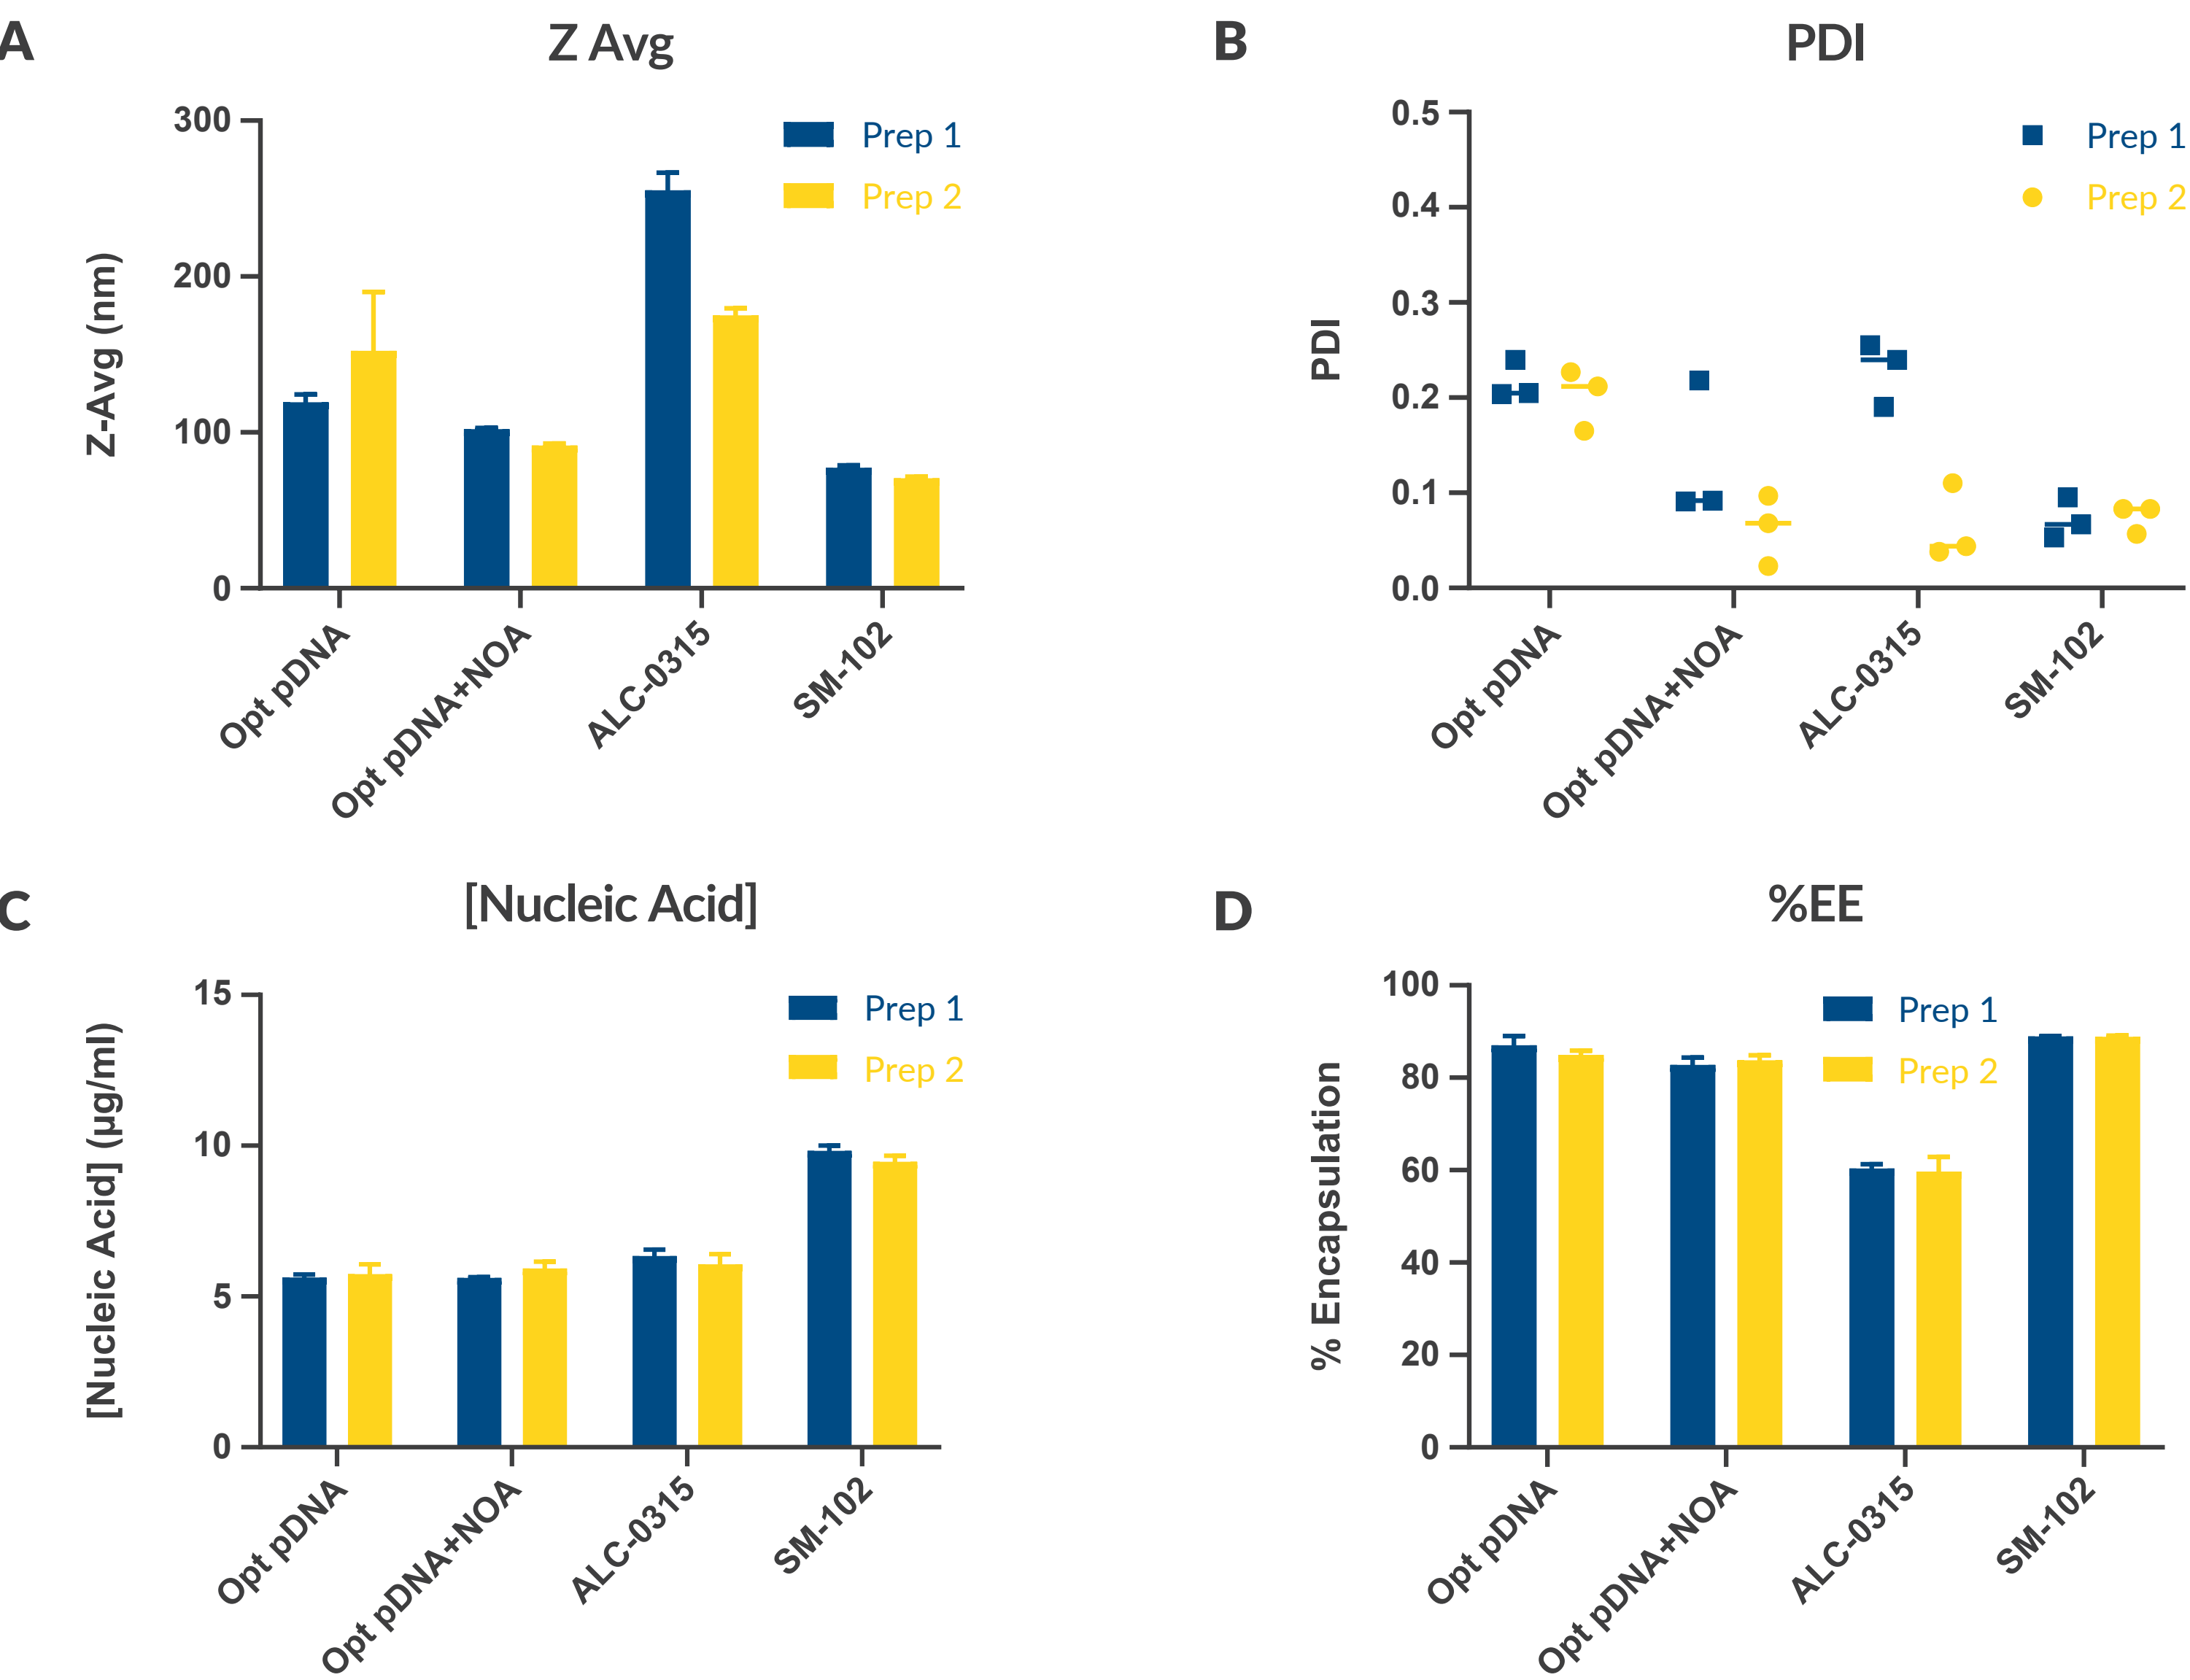 A
Z Avg
Z-Avg (nm)
300
200
100
0
Prep 1
Prep 2
Opt pDNA
Opt pDNA+NOA
ALC-0315
SM-102
B
PDI
PDI
0.5
0.4
0.3
0.2
0.1
0.0
Prep 1
Prep 2
Opt pDNA
Opt pDNA+NOA
ALC-0315
SM-102
C
[Nucleic Acid]
[Nucleic Acid] (μg/ml)
15
10
5
0
Prep 1
Prep 2
Opt pDNA
Opt pDNA+NOA
ALC-0315
SM-102
D
%EE
% Encapsulation
100
80
60
40
20
0
Prep 1
Prep 2
Opt pDNA
Opt pDNA+NOA
ALC-0315
SM-102